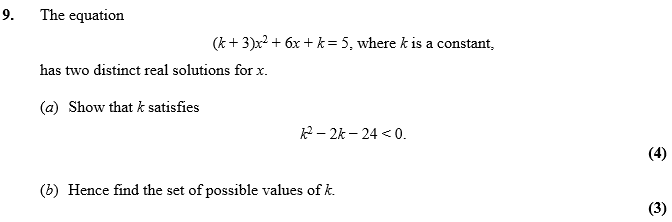 9. The equation
(k + 3)x² + 6x + k = 5, where k is a constant,
has two distinct real solutions for x.
(a) Show that k satisfies
k² – 2k – 24 < 0.
(4)
(b) Hence find the set of possible values of k.
(3)